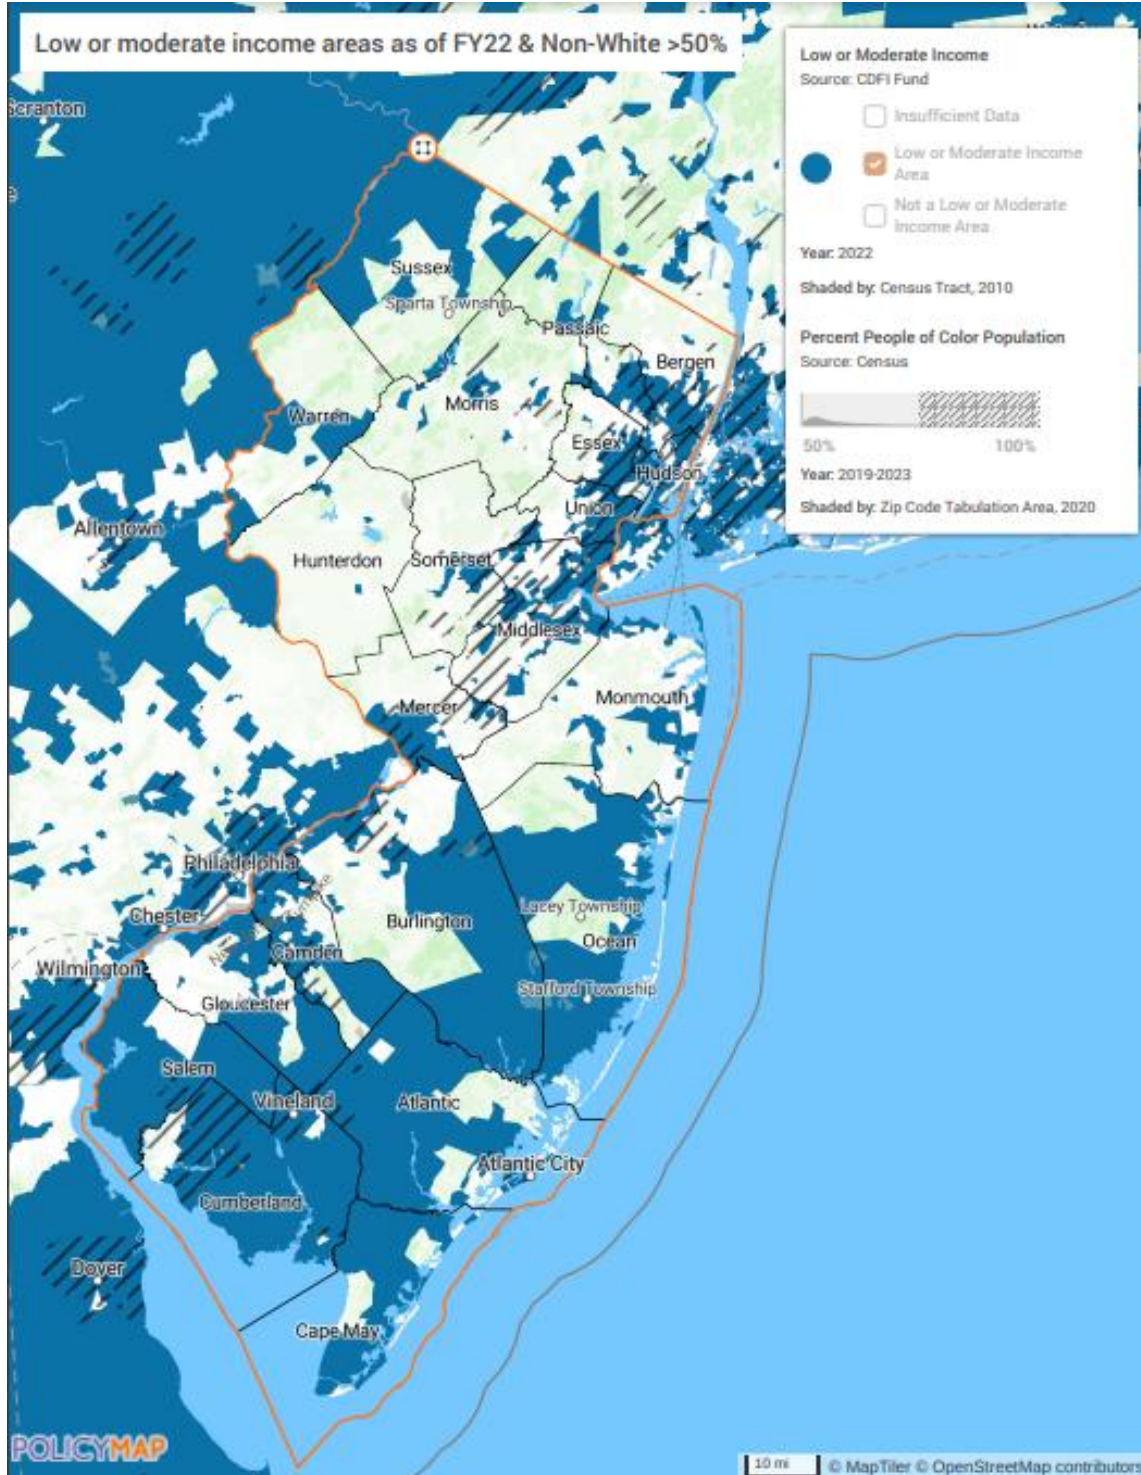 Low or moderate income areas as of FY22 & Non-White >50%
Low or Moderate Income
Source: CDFI Fund
Insufficient Data
Low or Moderate Income
Area
Not a Low or Moderate
Income Area
Year: 2022
Shaded by: Census Tract, 2010
Percent People of Color Population
Source: Census
50% 100%
Year: 2019-2023
Shaded by: Zip Code Tabulation Area, 2020
Scranton
Sussex
Sparta Township
Passaic
Bergen
Warren
Morris
Essex
Hudson
Union
Allentown
Hunterdon
Somerset
Middlesex
Mercer
Monmouth
Philadelphia
Chester
Burlington
Lacey Township
Ocean
Camden
Wilmington
Gloucester
Stafford Township
Salem
Vineland
Atlantic
Atlantic City
Cumberland
Dover
Cape May
POLICYMAP
10 mi
© MapTiler © OpenStreetMap contributors